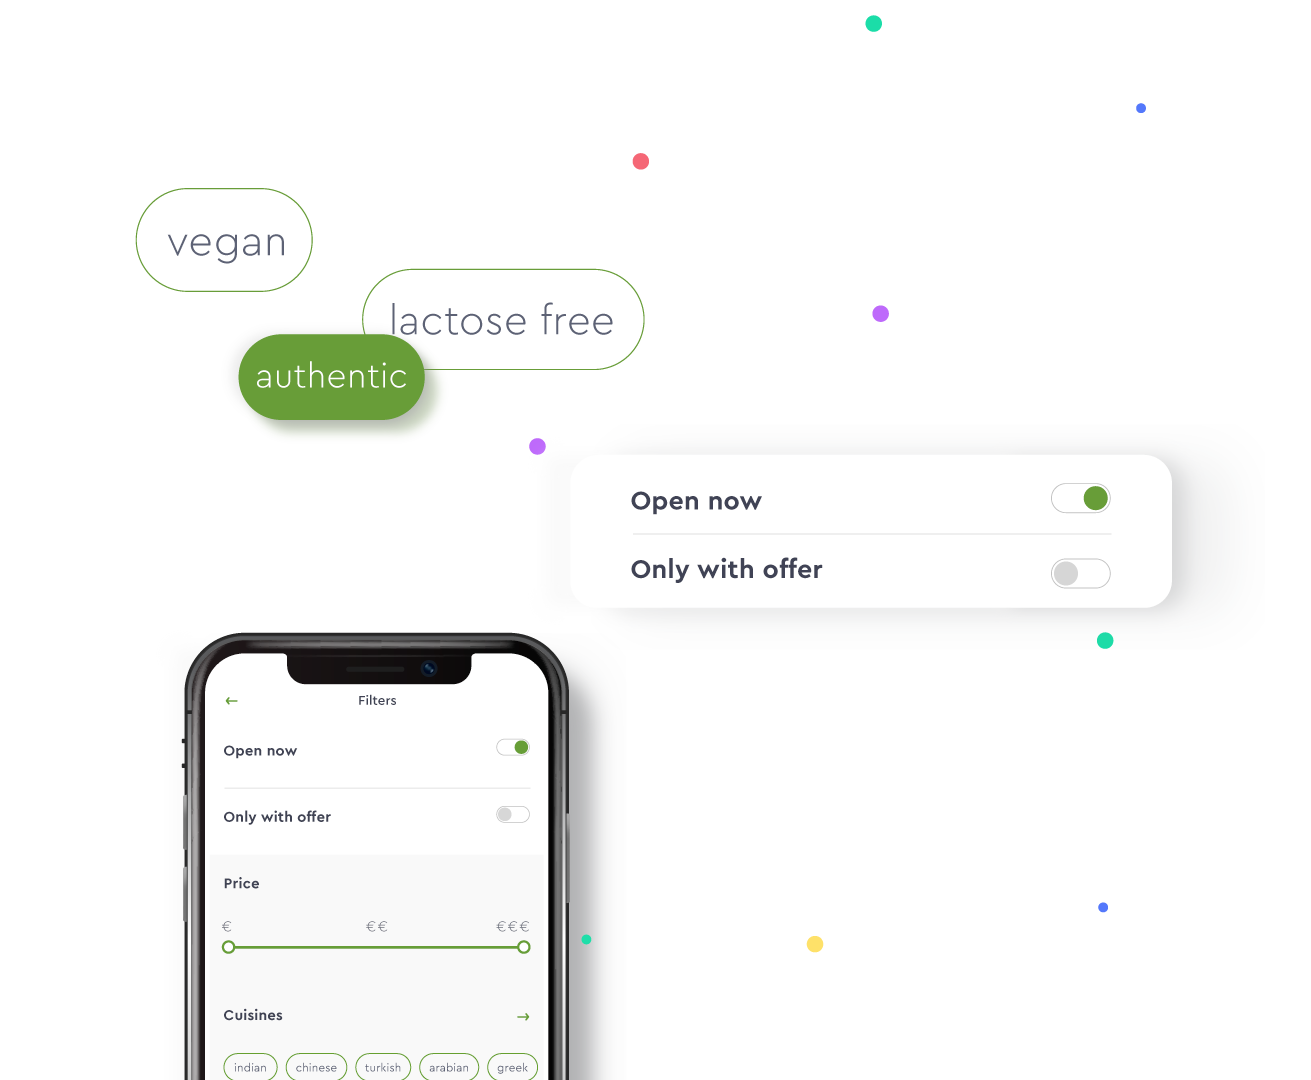 vegan
lactose free
authentic
Open now
Only with offer
Filters
Open now
Only with offer
Price
€ €€ €€€
Cuisines
indian chinese turkish arabian greek